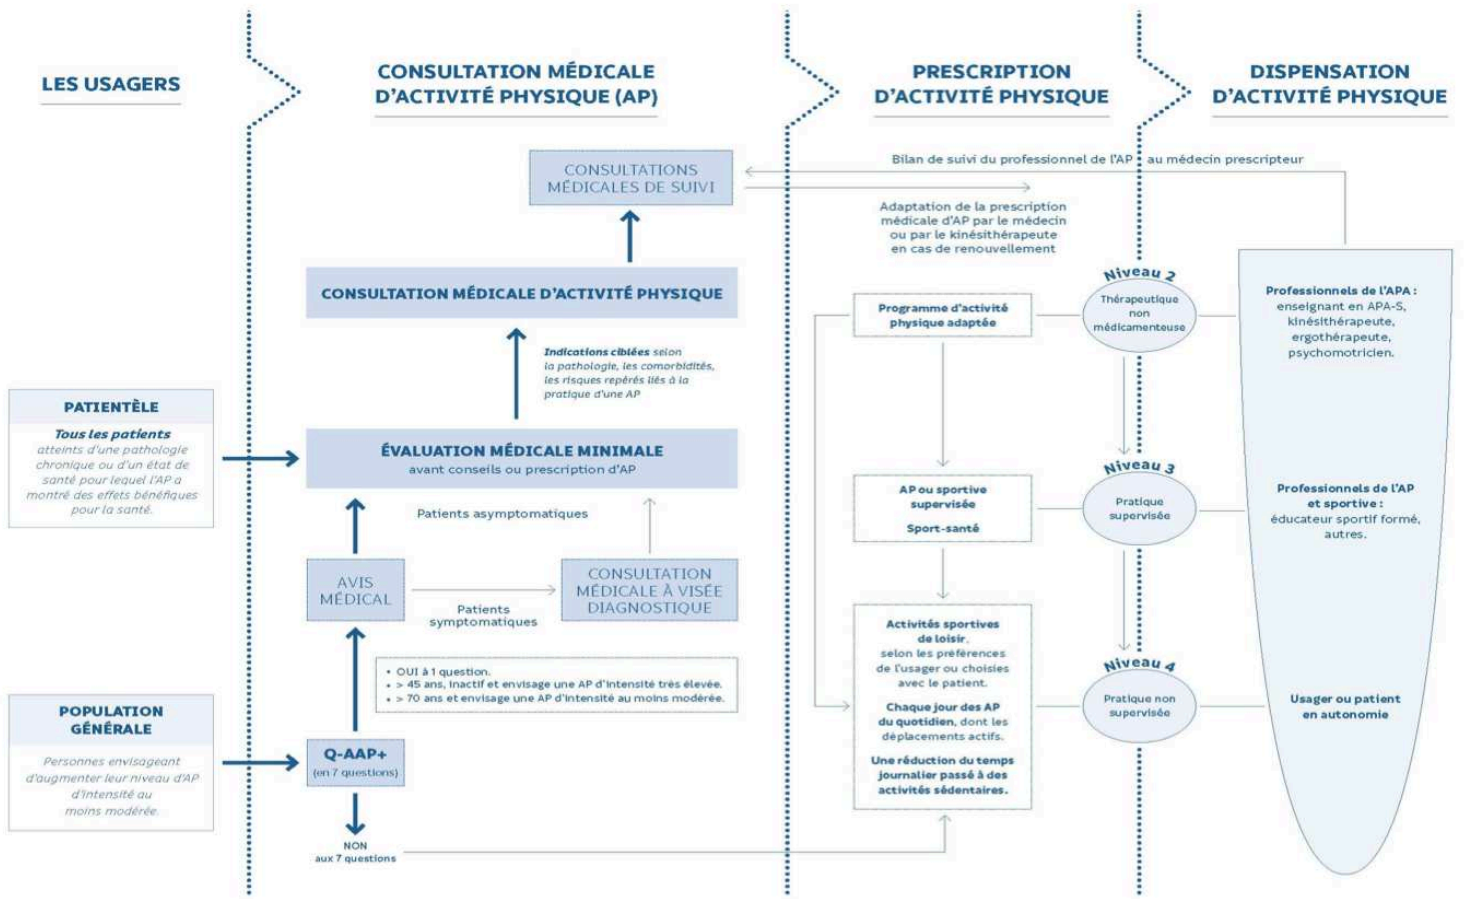 LES USAGERS
CONSULTATION MÉDICALE
D'ACTIVITÉ PHYSIQUE (AP)
PRESCRIPTION
D'ACTIVITÉ PHYSIQUE
DISPENSATION
D'ACTIVITÉ PHYSIQUE
PATIENTÈLE
Tous les patients
atteints d'une pathologie
chronique ou d'un état de
santé pour lequel l'AP a
montré des effets bénéfiques
pour la santé.
POPULATION
GÉNÉRALE
Personnes envisageant
d'augmenter leur niveau d'AP
d'intensité au
moins modérée.
CONSULTATIONS
MÉDICALES DE SUIVI
CONSULTATION MÉDICALE D'ACTIVITÉ PHYSIQUE
Indications ciblées selon
la pathologie, les comorbidités,
les risques repérés liés à la
pratique d'une AP
ÉVALUATION MÉDICALE MINIMALE
avant conseils ou prescription d'AP
Patients asymptomatiques
AVIS
MÉDICAL
Patients
symptomatiques
CONSULTATION
MÉDICALE À VISÉE
DIAGNOSTIQUE
• OUI à 1 question.
• > 45 ans, inactif et envisage une AP d'intensité très élevée.
• > 70 ans et envisage une AP d'intensité au moins modérée.
Q-AAP+
(en 7 questions)
NON
aux 7 questions
Bilan de suivi du professionnel de l'AP au médecin prescripteur
Adaptation de la prescription
médicale d'AP par le médecin
ou par le kinésithérapeute
en cas de renouvellement
Programme d'activité
physique adaptée
AP ou sportive
supervisée
Sport-santé
Activités sportives
de loisir,
selon les préférences
de l'usager ou choisies
avec le patient.
Chaque jour des AP
du quotidien, dont les
déplacements actifs.
Une réduction du temps
journalier passé à des
activités sédentaires.
Niveau 2
Thérapeutique
non
médicamenteuse
Niveau 3
Pratique
supervisée
Niveau 4
Pratique non
supervisée
Professionnels de l'APA :
enseignant en APA-S,
kinésithérapeute,
ergothérapeute,
psychomotricien.
Professionnels de l'AP
et sportive :
éducateur sportif formé,
autres.
Usager ou patient
en autonomie